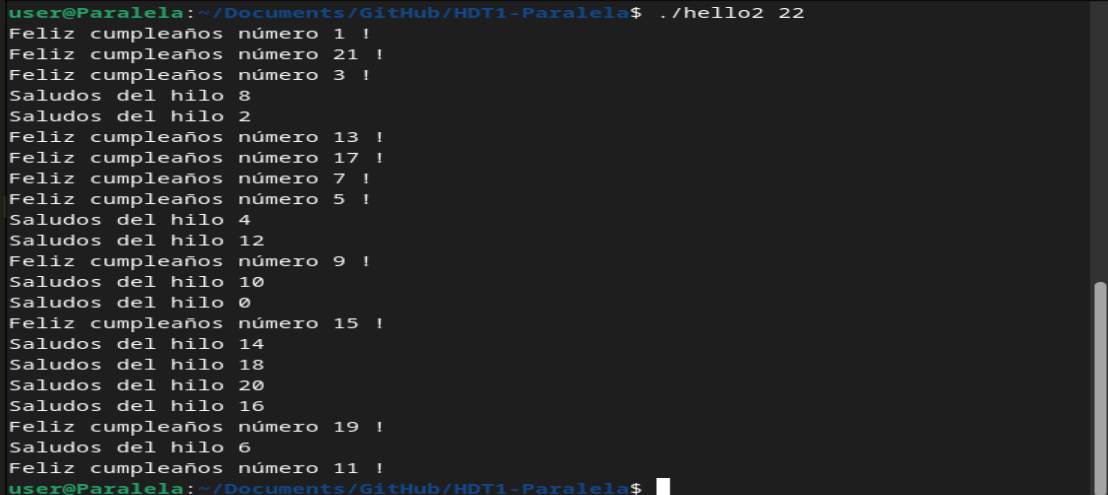 user@Paralela:~/Documents/GitHub/HDT1-Paralela$ ./hello2 22
Feliz cumpleaños número 1 !
Feliz cumpleaños número 21 !
Feliz cumpleaños número 3 !
Saludos del hilo 8
Saludos del hilo 2
Feliz cumpleaños número 13 !
Feliz cumpleaños número 17 !
Feliz cumpleaños número 7 !
Feliz cumpleaños número 5 !
Saludos del hilo 4
Saludos del hilo 12
Feliz cumpleaños número 9 !
Saludos del hilo 10
Saludos del hilo 0
Feliz cumpleaños número 15 !
Saludos del hilo 14
Saludos del hilo 18
Saludos del hilo 20
Saludos del hilo 16
Feliz cumpleaños número 19 !
Saludos del hilo 6
Feliz cumpleaños número 11 !
user@Paralela:~/Documents/GitHub/HDT1-Paralela$